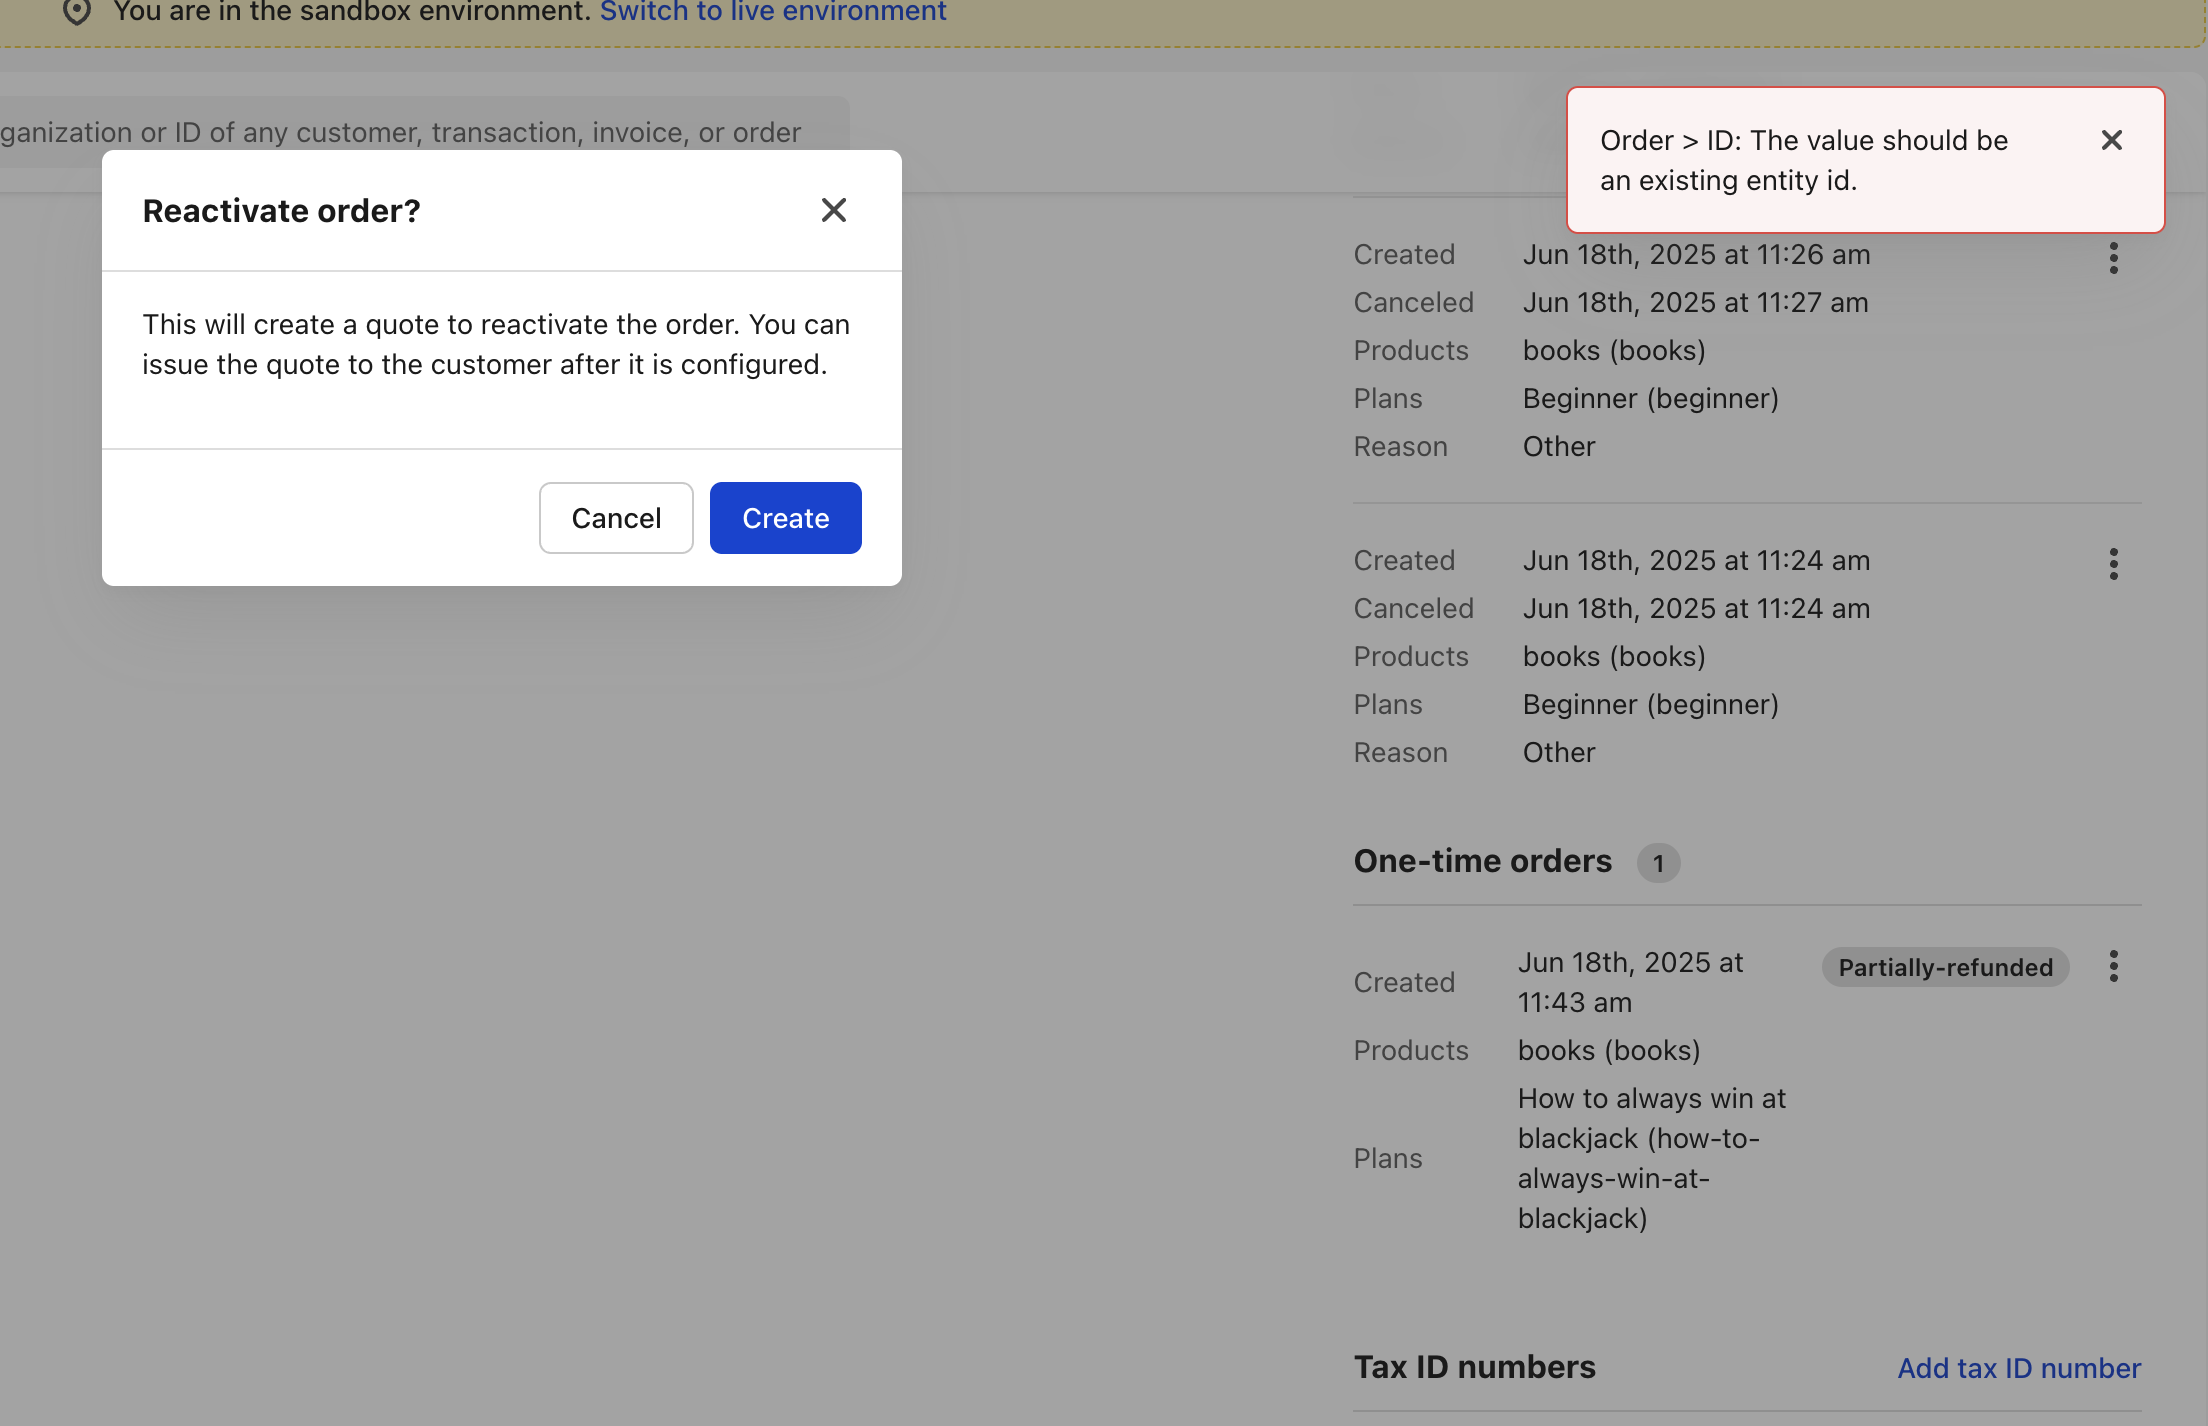 You are in the sandbox environment. Switch to live environment
ganization or ID of any customer, transaction, invoice, or order
Order > ID: The value should be
an existing entity id.
Reactivate order?
This will create a quote to reactivate the order. You can
issue the quote to the customer after it is configured.
Cancel
Create
Created Jun 18th, 2025 at 11:26 am
Canceled Jun 18th, 2025 at 11:27 am
Products books (books)
Plans Beginner (beginner)
Reason Other
Created Jun 18th, 2025 at 11:24 am
Canceled Jun 18th, 2025 at 11:24 am
Products books (books)
Plans Beginner (beginner)
Reason Other
One-time orders 1
Created
Jun 18th, 2025 at
11:43 am
Partially-refunded
Products books (books)
Plans
How to always win at
blackjack (how-to-
always-win-at-
blackjack)
Tax ID numbers
Add tax ID number